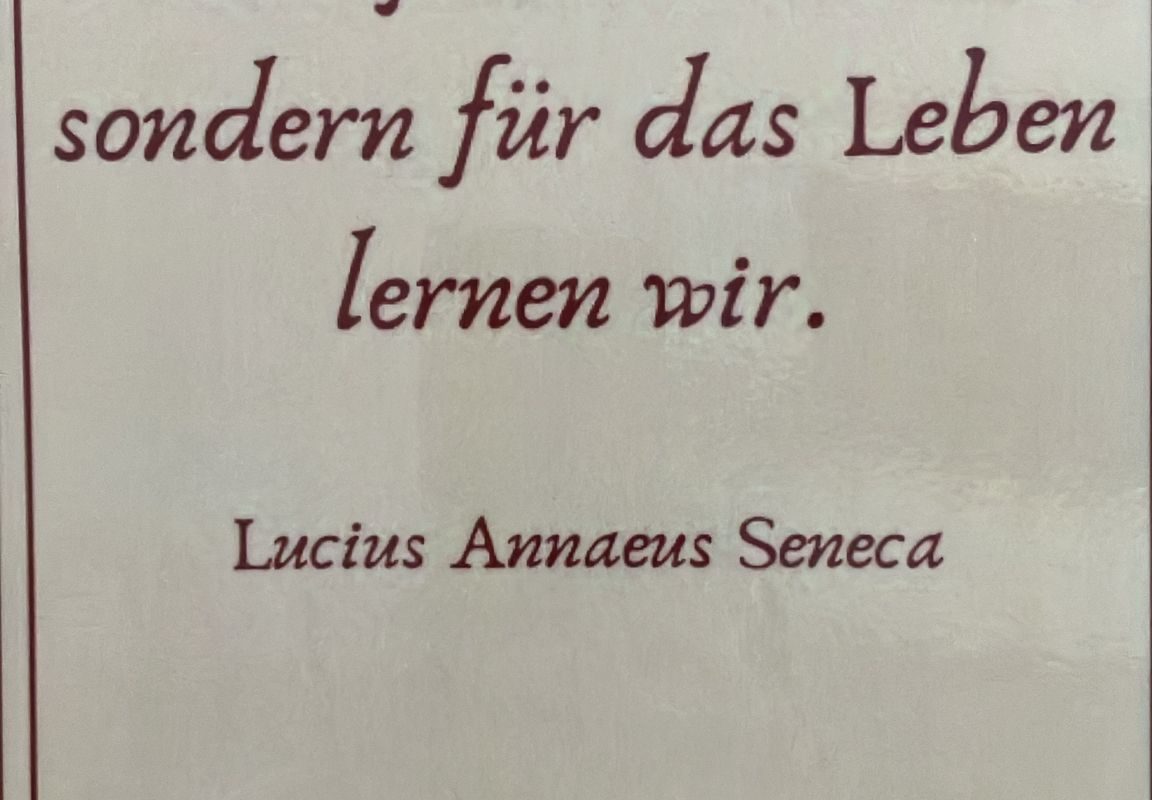 sondern für das Leben
lernen wir.
Lucius Annaeus Seneca